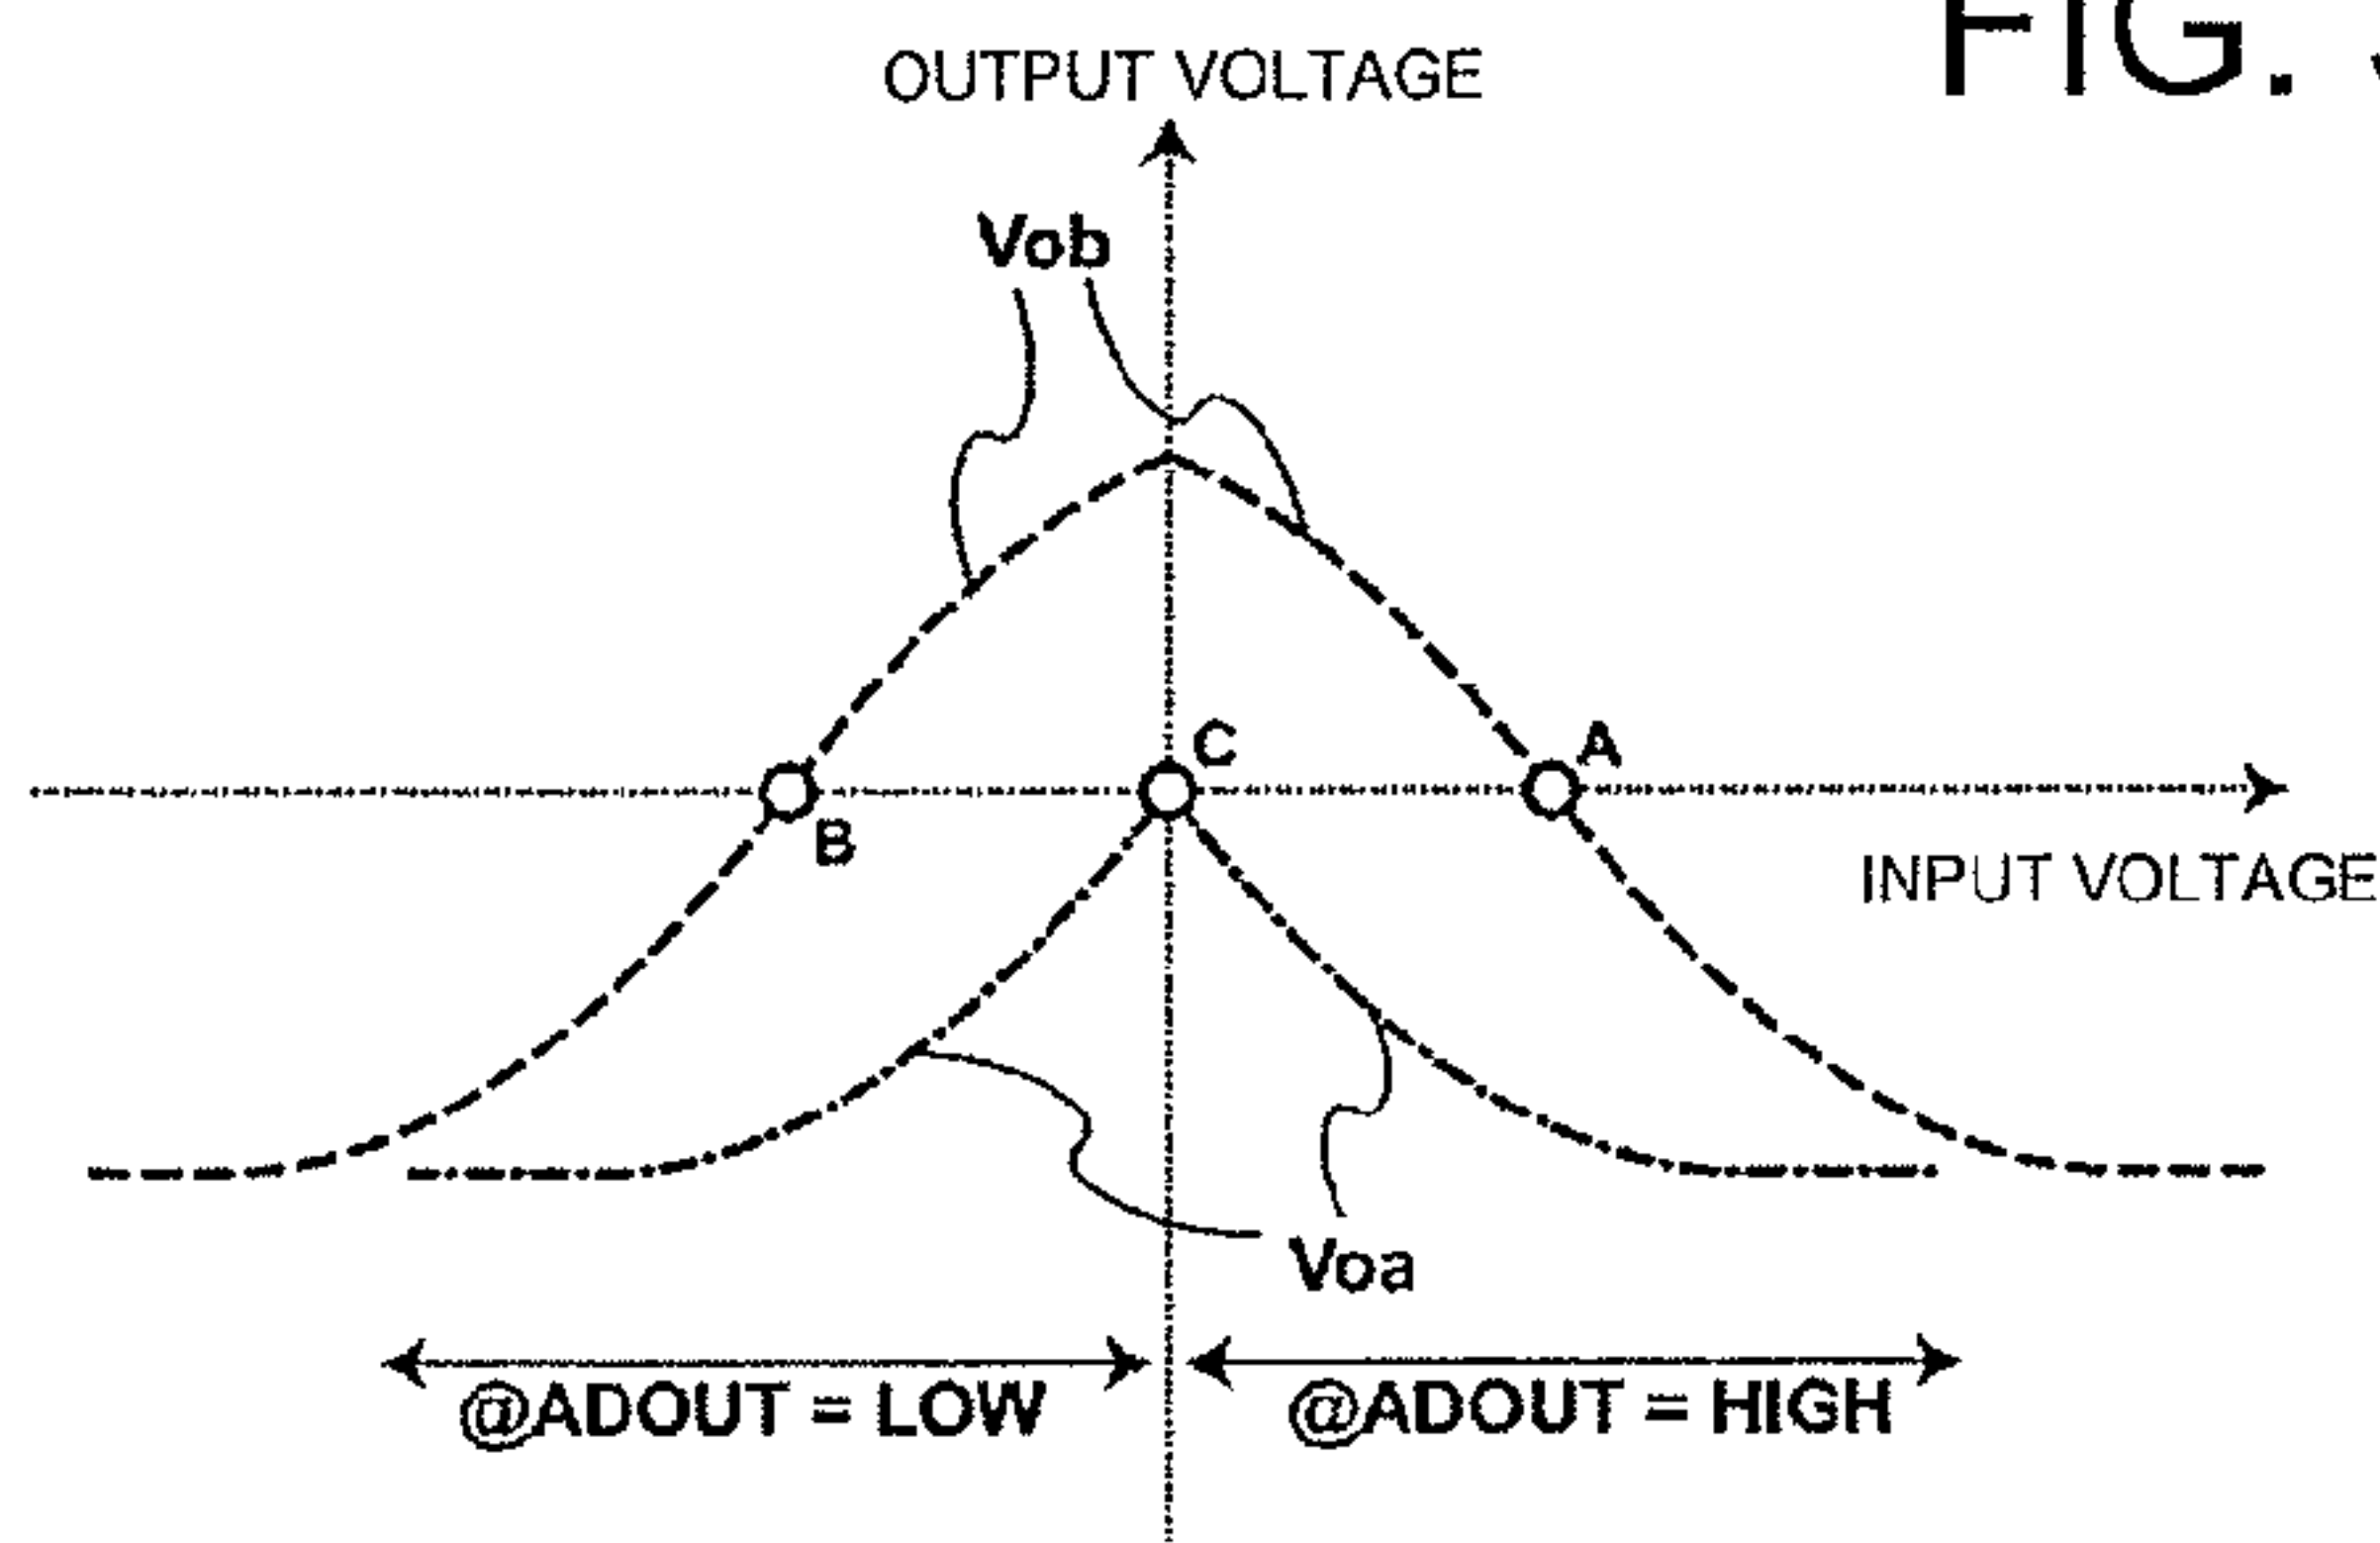 FIG.
OUTPUT VOLTAGE
Vob
C
A
B
INPUT VOLTAGE
Voa
@ADOUT = LOW
@ADOUT = HIGH